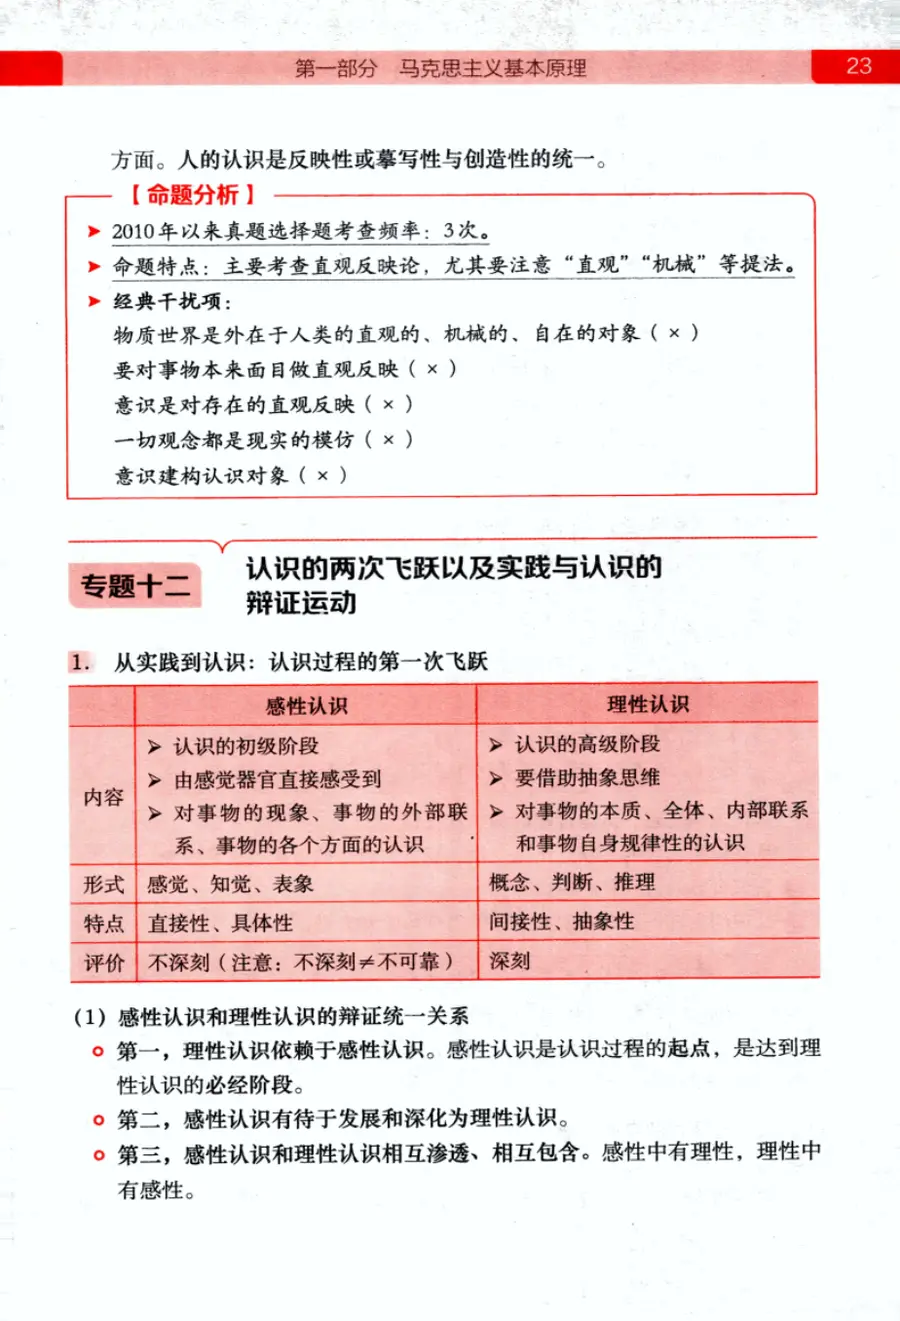 第一部分 马克思主义基本原理 23
方面。人的认识是反映性或摹写性与创造性的统一。
【命题分析】
➤ 2010年以来真题选择题考查频率：3次。
➤ 命题特点：主要考查直观反映论，尤其要注意“直观”“机械”等提法。
➤ 经典干扰项：
物质世界是外在于人类的直观的、机械的、自在的对象（×）
要对事物本来面目做直观反映（×）
意识是对存在的直观反映（×）
一切观念都是现实的模仿（×）
意识建构认识对象（×）
专题十二
认识的两次飞跃以及实践与认识的
辩证运动
1. 从实践到认识：认识过程的第一次飞跃
感性认识 理性认识
内容
➢ 认识的初级阶段
➢ 由感觉器官直接感受到
➢ 对事物的现象、事物的外部联
系、事物的各个方面的认识
➢ 认识的高级阶段
➢ 要借助抽象思维
➢ 对事物的本质、全体、内部联系
和事物自身规律性的认识
形式 感觉、知觉、表象 概念、判断、推理
特点 直接性、具体性 间接性、抽象性
评价 不深刻（注意：不深刻≠不可靠） 深刻
（1）感性认识和理性认识的辩证统一关系
第一，理性认识依赖于感性认识。感性认识是认识过程的起点，是达到理
性认识的必经阶段。
第二，感性认识有待于发展和深化为理性认识。
第三，感性认识和理性认识相互渗透、相互包含。感性中有理性，理性中
有感性。